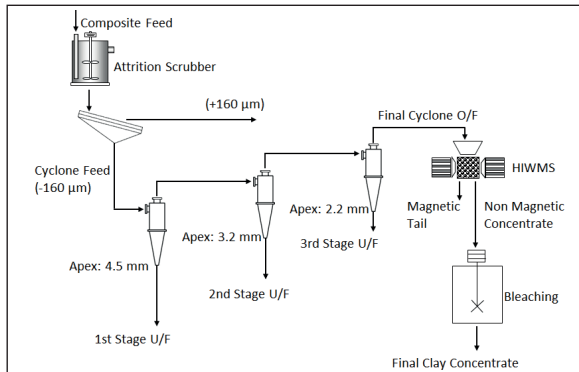 Composite Feed
Attrition Scrubber
(+160 µm)
Final Cyclone O/F
Cyclone Feed
(-160 µm)
HIWMS
Apex: 2.2 mm
Magnetic
Tail
Non Magnetic
Concentrate
Apex: 3.2 mm
3rd Stage U/F
Apex: 4.5 mm
2nd Stage U/F
Bleaching
1st Stage U/F
Final Clay Concentrate